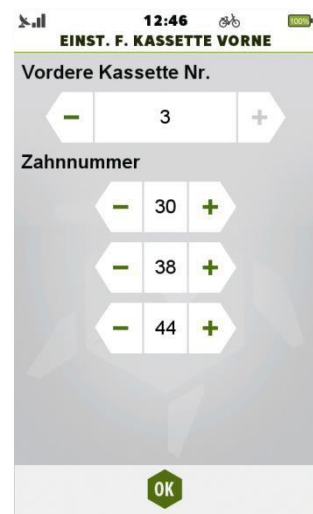 12:46 100%
EINST. F. KASSETTE VORNE
Vordere Kassette Nr.
− 3 +
Zahnnummer
− 30 +
− 38 +
− 44 +
OK